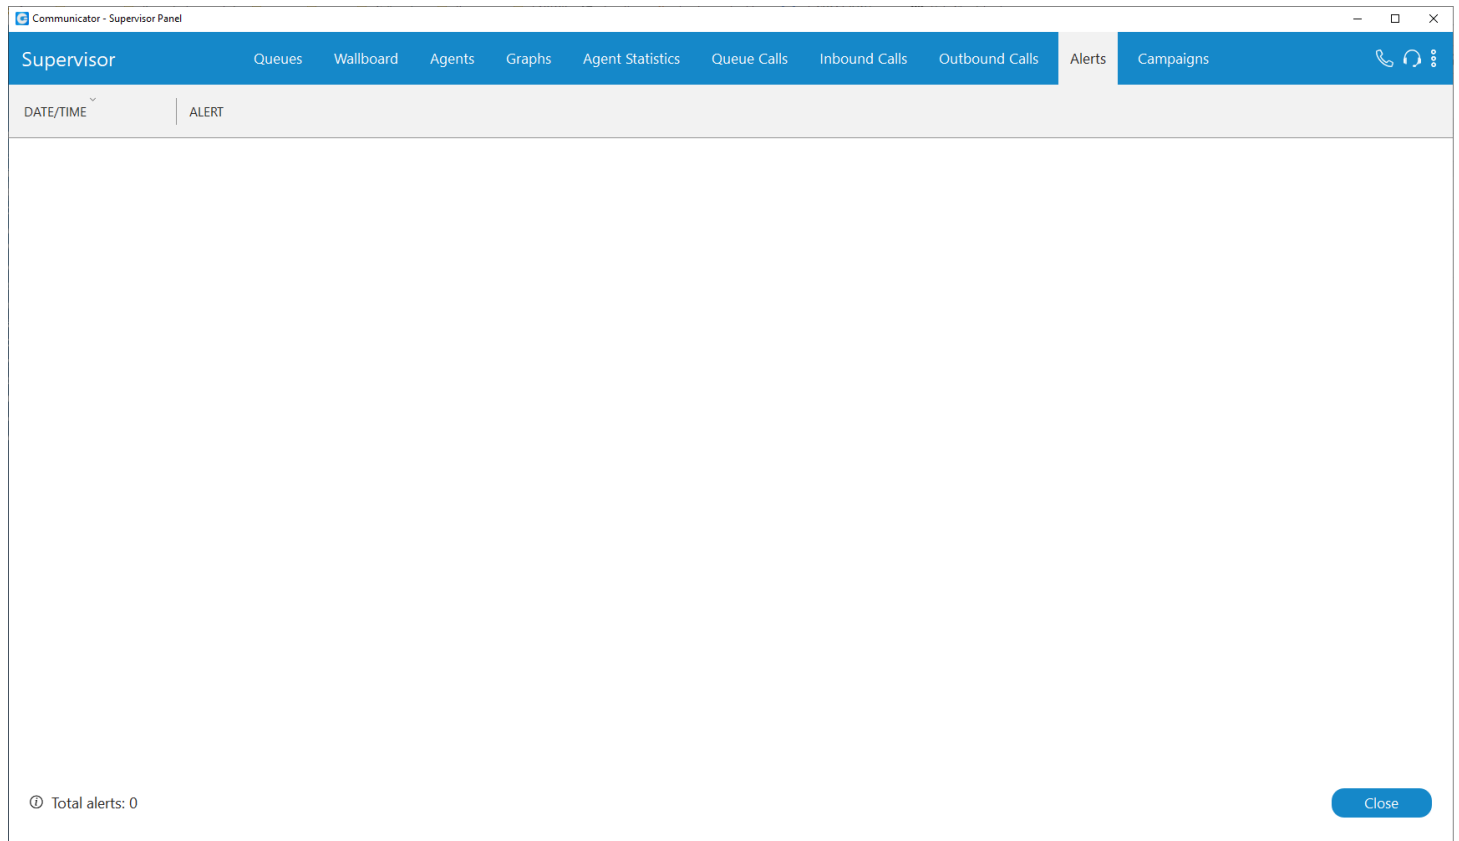 Communicator - Supervisor Panel
Supervisor Queues Wallboard Agents Graphs Agent Statistics Queue Calls Inbound Calls Outbound Calls Alerts Campaigns
DATE/TIME ALERT
Total alerts: 0 Close